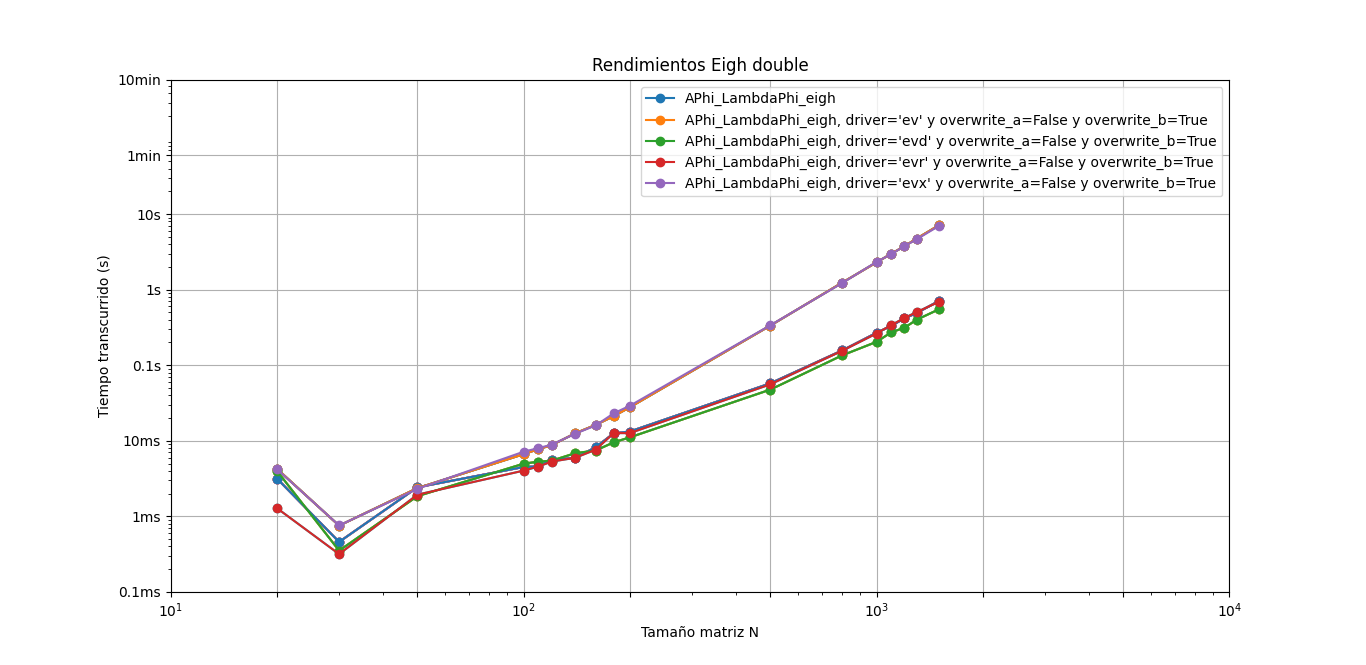 Rendimientos Eigh double
10min
1min
10s
1s
0.1s
10ms
1ms
0.1ms
Tiempo transcurrido (s)
APhi_LambdaPhi_eigh
APhi_LambdaPhi_eigh, driver='ev' y overwrite_a=False y overwrite_b=True
APhi_LambdaPhi_eigh, driver='evd' y overwrite_a=False y overwrite_b=True
APhi_LambdaPhi_eigh, driver='evr' y overwrite_a=False y overwrite_b=True
APhi_LambdaPhi_eigh, driver='evx' y overwrite_a=False y overwrite_b=True
10¹ 10² 10³ 10⁴
Tamaño matriz N